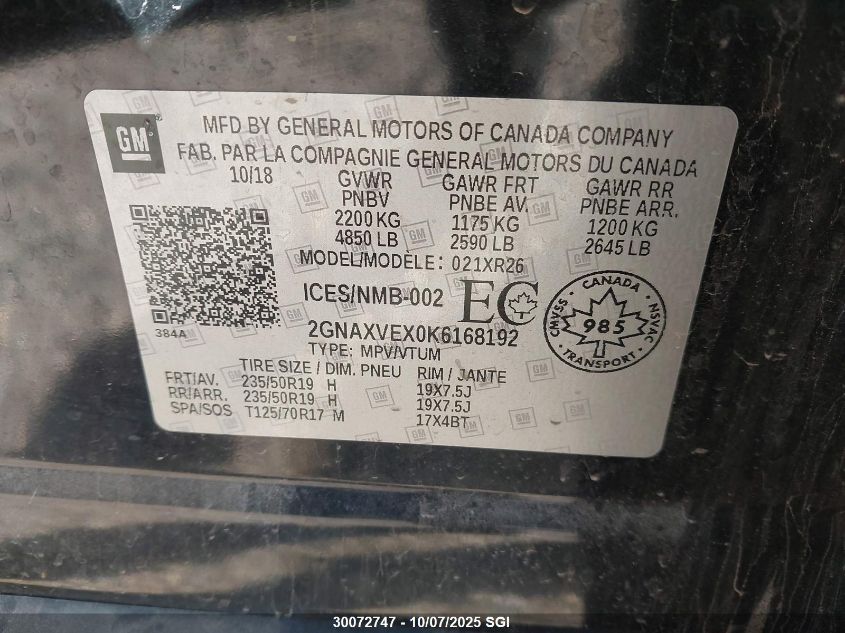 GM
MFD BY GENERAL MOTORS OF CANADA COMPANY
FAB. PAR LA COMPAGNIE GENERAL MOTORS DU CANADA
10/18 GVWR GAWR FRT GAWR RR
PNBV PNBE AV. PNBE ARR.
2200 KG 1175 KG 1200 KG
4850 LB 2590 LB 2645 LB
MODEL/MODÈLE: 021XR26
ICES/NMB-002 EC
384A
2GNAXVEX0K6168192
TYPE: MPV/VTUM
CANADA
CMVSS 985 NSVAC
TRANSPORT
TIRE SIZE / DIM. PNEU RIM / JANTE
FRT/AV. 235/50R19 H 19X7.5J
RR/ARR. 235/50R19 H 19X7.5J
SPA/SOS T125/70R17 M 17X4BT
30072747 - 10/07/2025 SGI